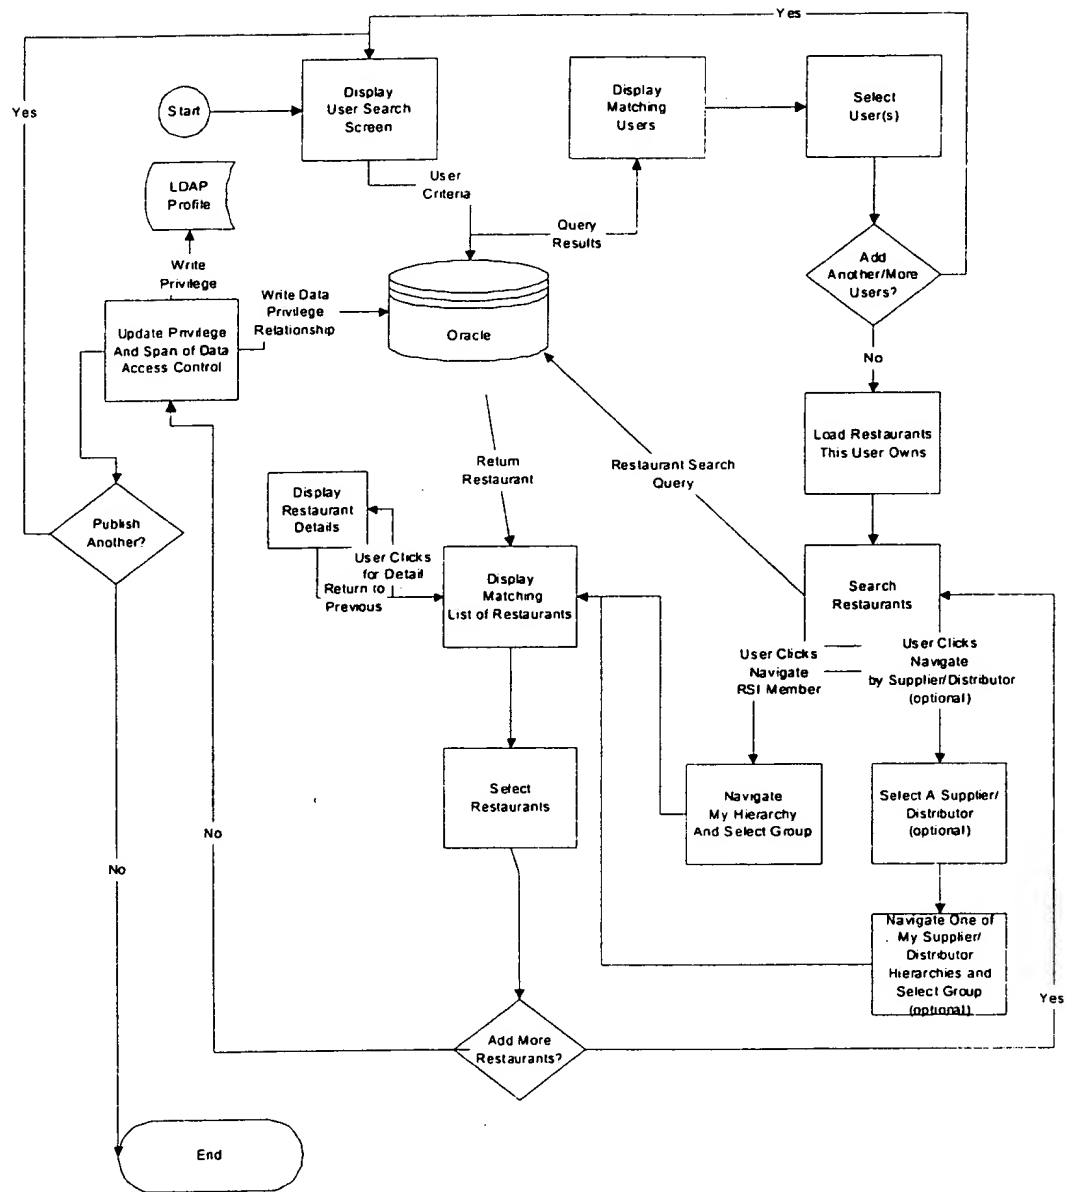 Yes
Yes
Start
Display
User Search
Screen
Display
Matching
Users
Select
User(s)
LDAP
Profile
User
Criteria
Query
Results
Write
Privilege
Write Data
Privilege
Relationship
Add
Another/More
Users?
Update Privilege
And Span of Data
Access Control
Oracle
No
Load Restaurants
This User Owns
Return
Restaurant
Restaurant Search
Query
Display
Restaurant
Details
Publish
Another?
User Clicks
for Detail
Return to
Previous
Display
Matching
List of Restaurants
Search
Restaurants
User Clicks
Navigate
RSI Member
User Clicks
Navigate
by Supplier/Distributor
(optional)
Select
Restaurants
Navigate
My Hierarchy
And Select Group
Select A Supplier/
Distributor
(optional)
No
No
Navigate One of
My Supplier/
Distributor
Hierarchies and
Select Group
(optional)
Yes
Add More
Restaurants?
End